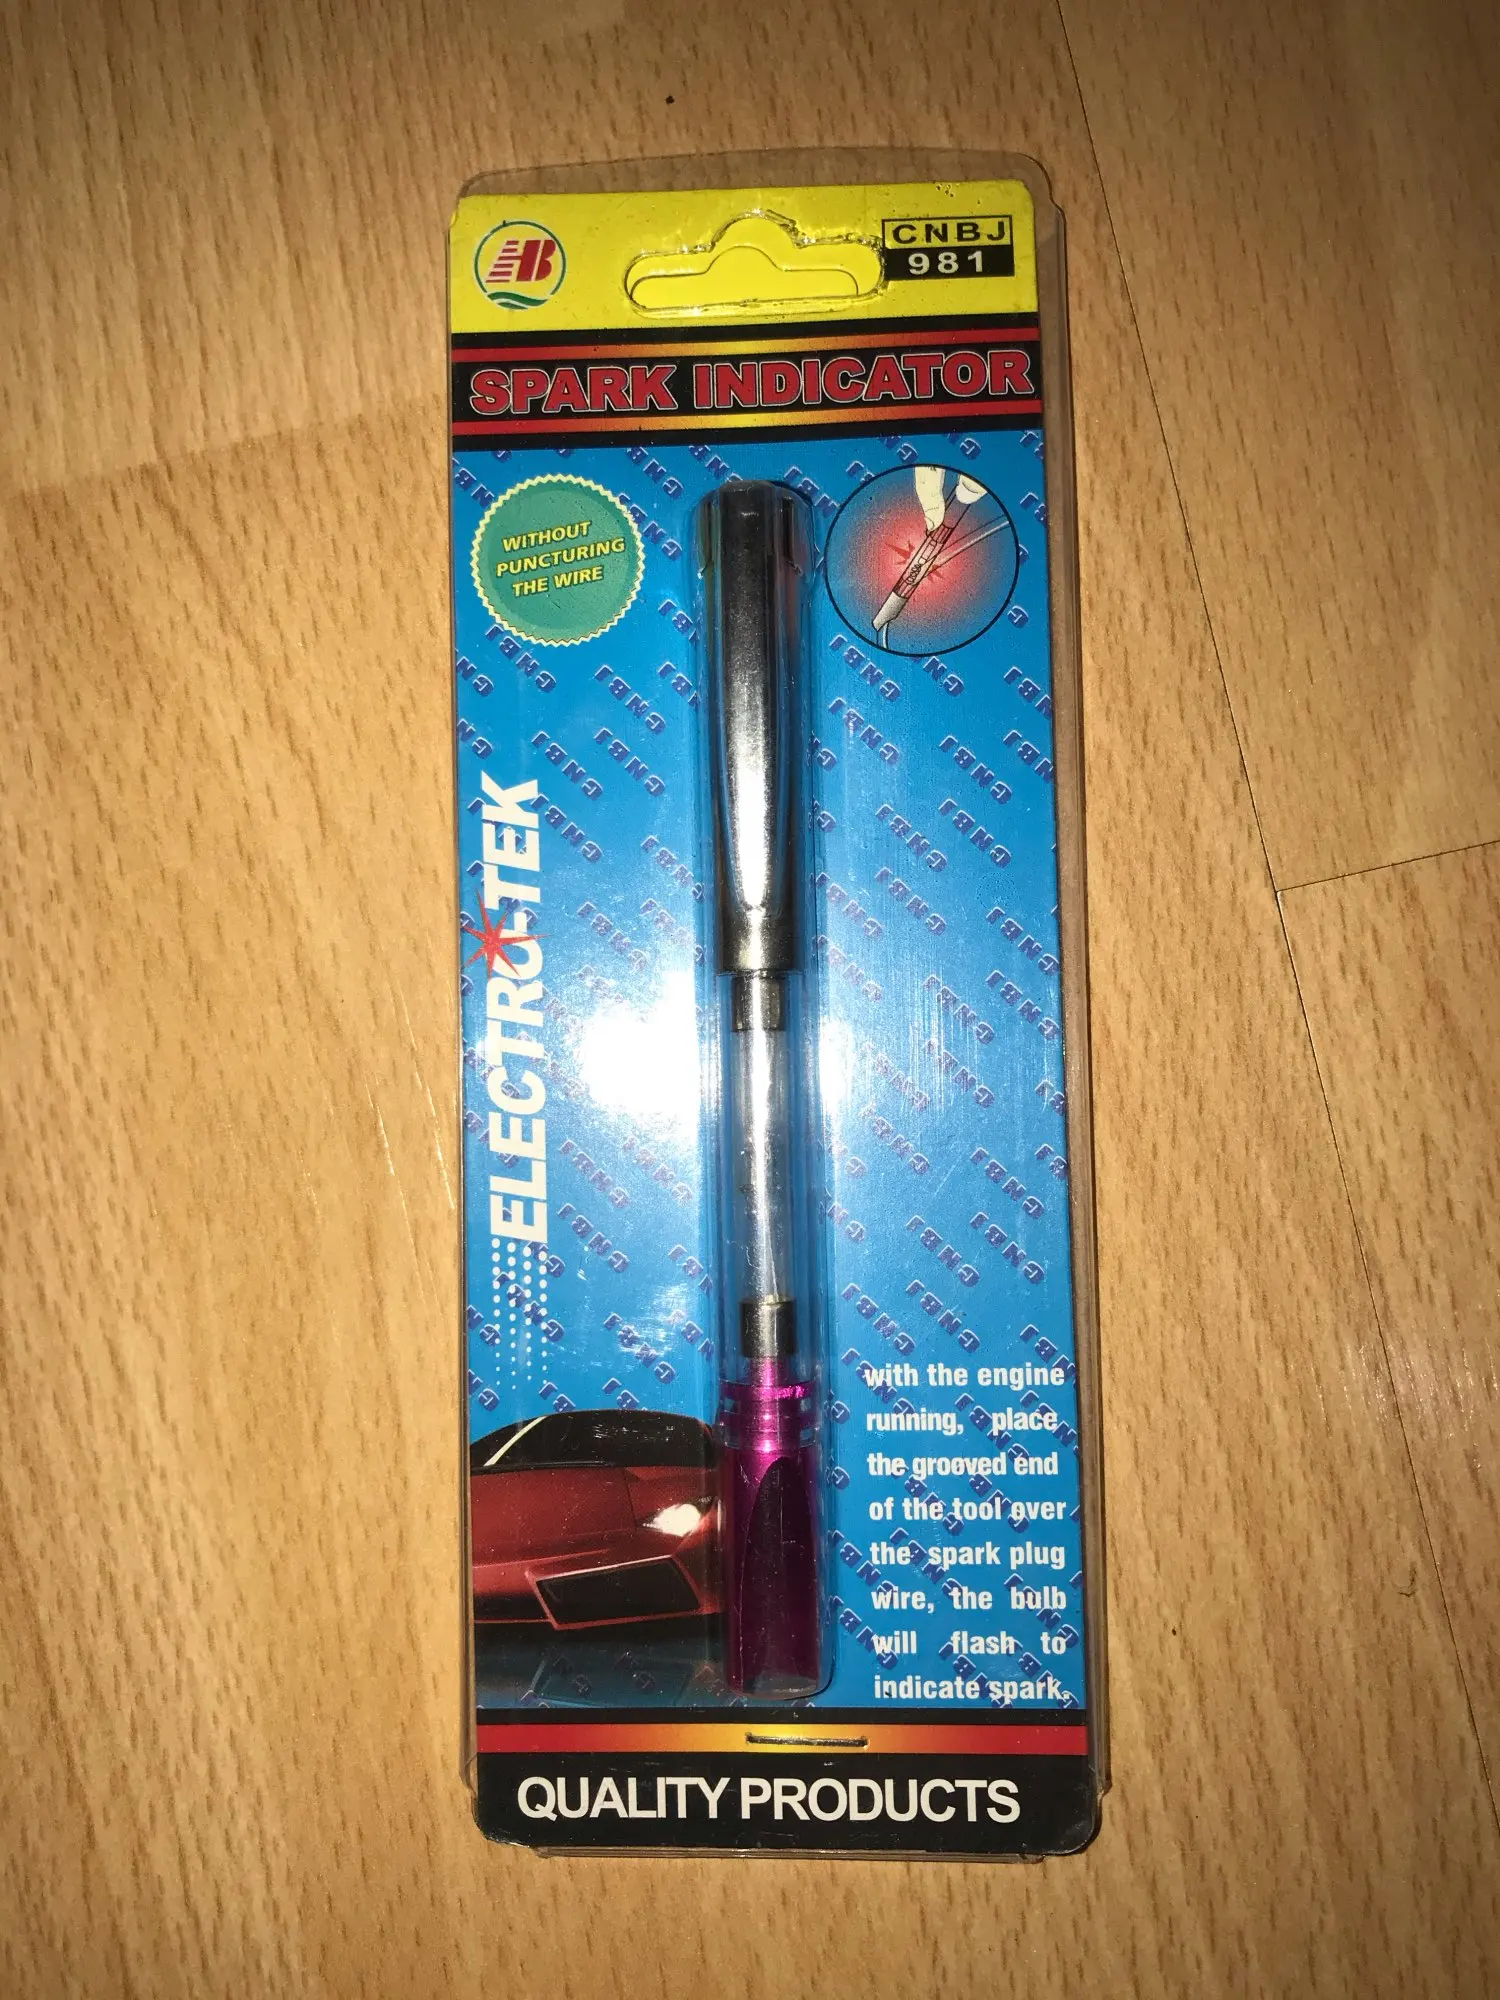 HB
CNBJ
981
SPARK INDICATOR
WITHOUT
PUNCTURING
THE WIRE
ELECTRO-TEK
with the engine
running, place
the grooved end
of the tool over
the spark plug
wire, the bulb
will flash to
indicate spark.
QUALITY PRODUCTS